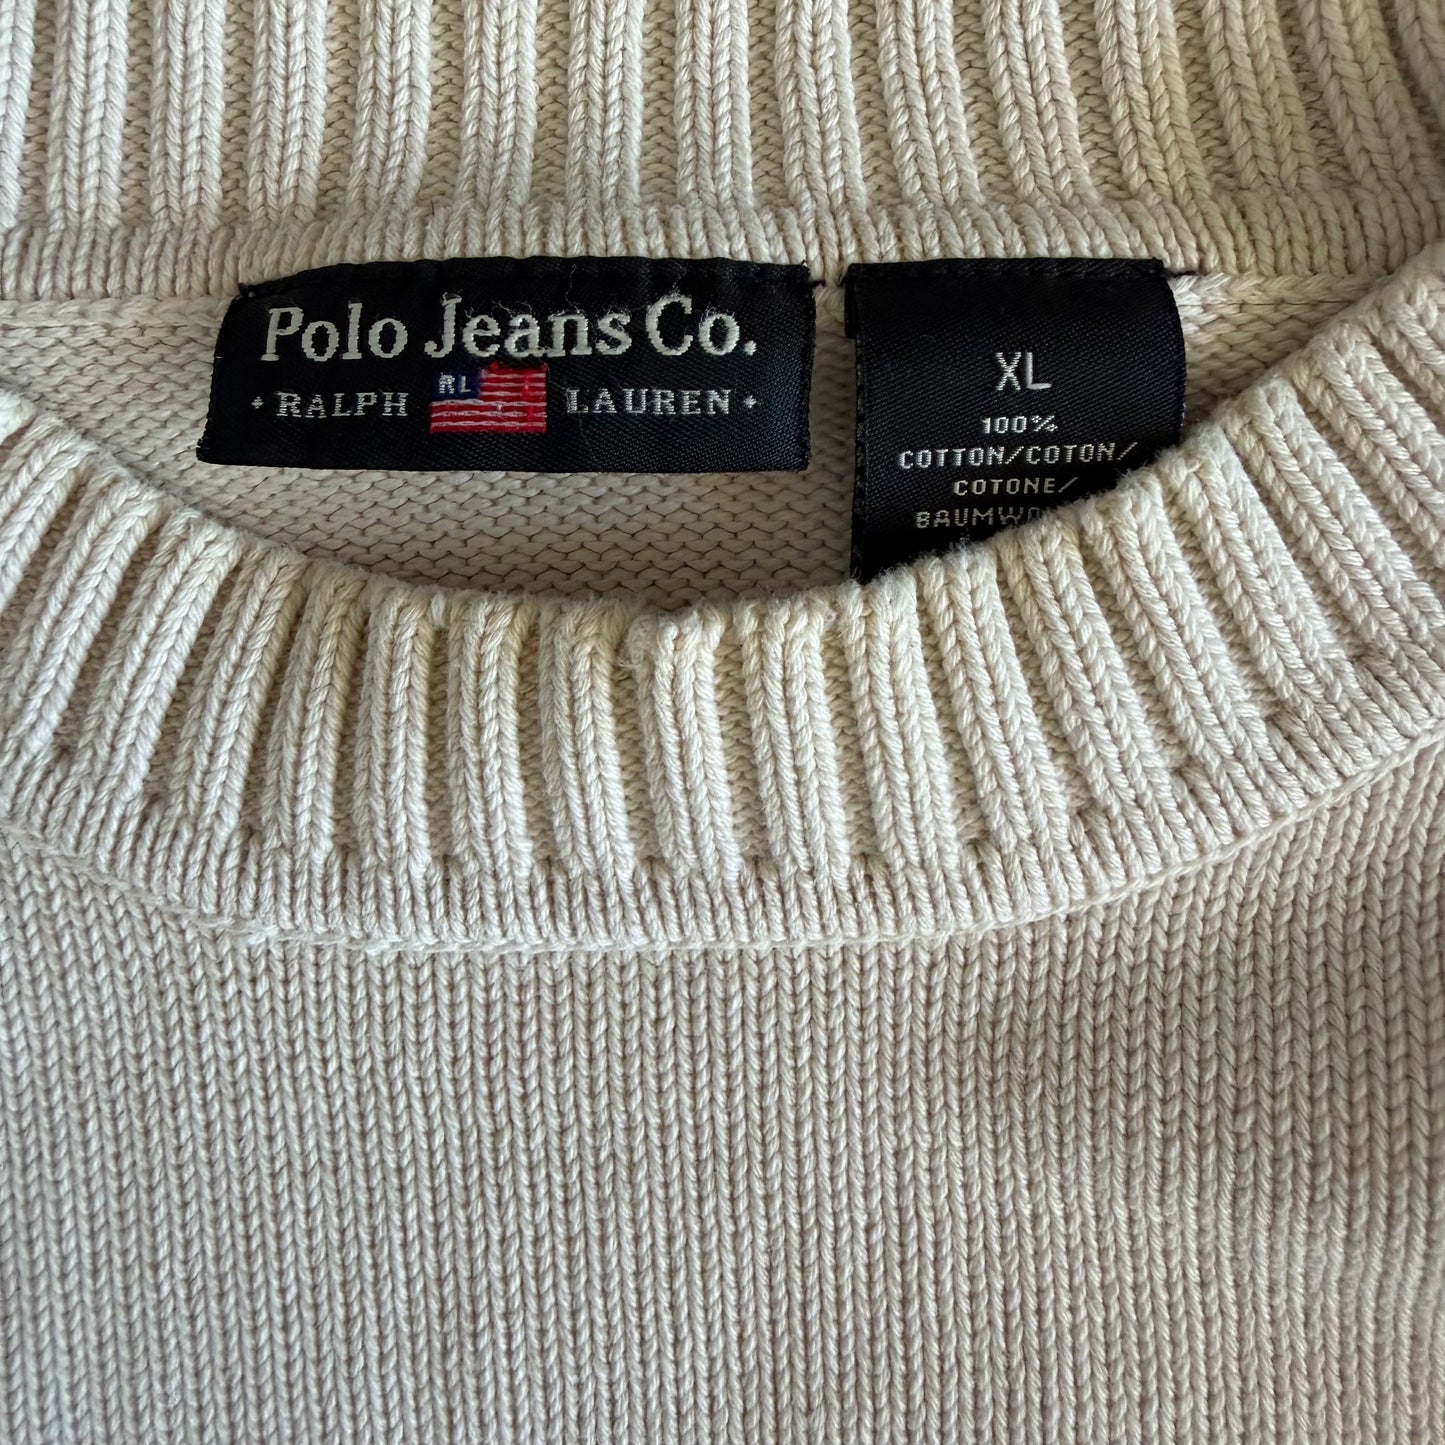 Polo Jeans Co.
RALPH RL LAUREN
XL
100%
COTTON/COTON/
COTONE/